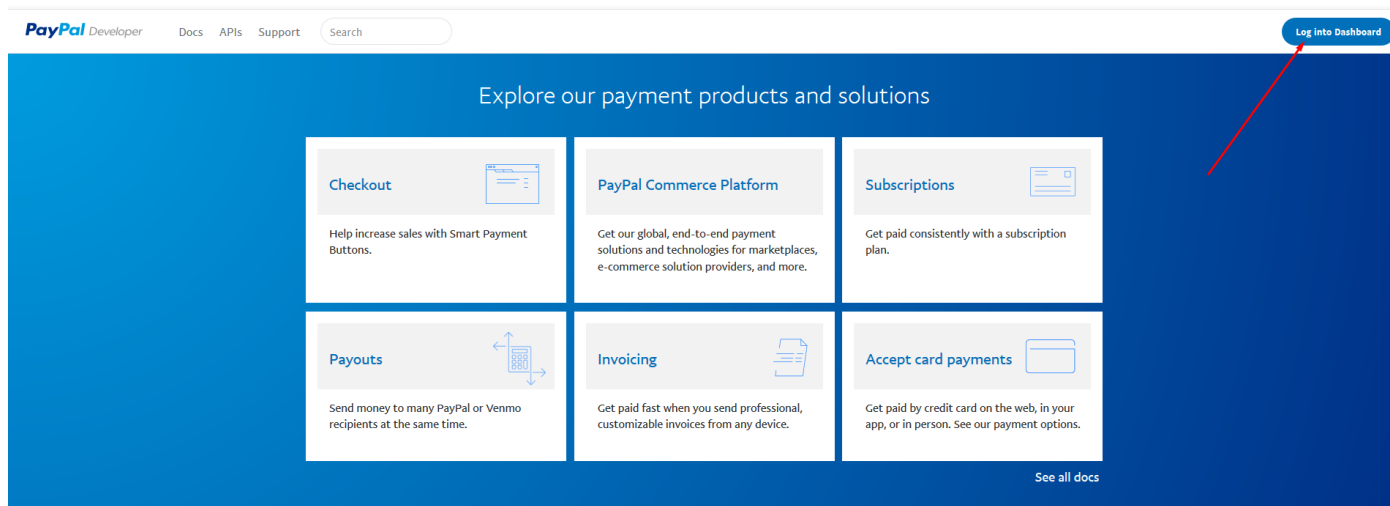 PayPal Developer Docs APIs Support Search Log into Dashboard
Explore our payment products and solutions
Checkout
Help increase sales with Smart Payment
Buttons.
PayPal Commerce Platform
Get our global, end-to-end payment
solutions and technologies for marketplaces,
e-commerce solution providers, and more.
Subscriptions
Get paid consistently with a subscription
plan.
Payouts
Send money to many PayPal or Venmo
recipients at the same time.
Invoicing
Get paid fast when you send professional,
customizable invoices from any device.
Accept card payments
Get paid by credit card on the web, in your
app, or in person. See our payment options.
See all docs